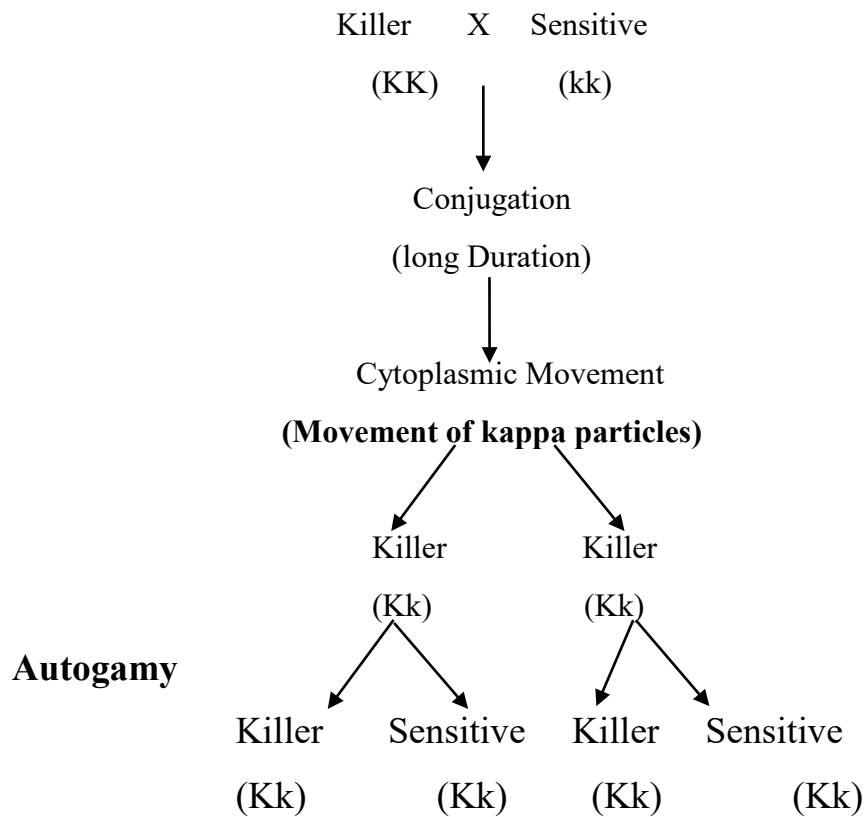 Killer X Sensitive
(KK) (kk)
Conjugation
(long Duration)
Cytoplasmic Movement
(Movement of kappa particles)
Killer Killer
(Kk) (Kk)
Autogamy
Killer Sensitive Killer Sensitive
(Kk) (Kk) (Kk) (Kk)